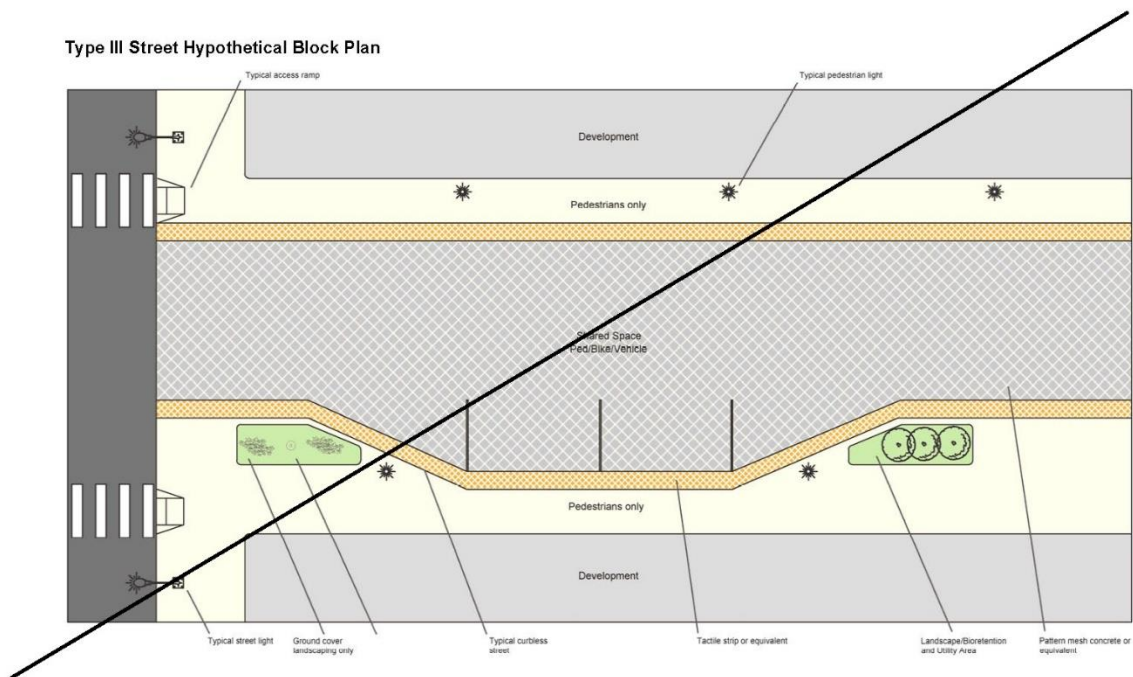 Type III Street Hypothetical Block Plan
Typical access ramp
Typical pedestrian light
Development
Pedestrians only
Shared Space
Ped/Bike/Vehicle
Pedestrians only
Development
Typical street light
Ground cover
landscaping only
Typical curbless
street
Tactile strip or equivalent
Landscape/Bioretention
and Utility Area
Pattern mesh concrete or
equivalent